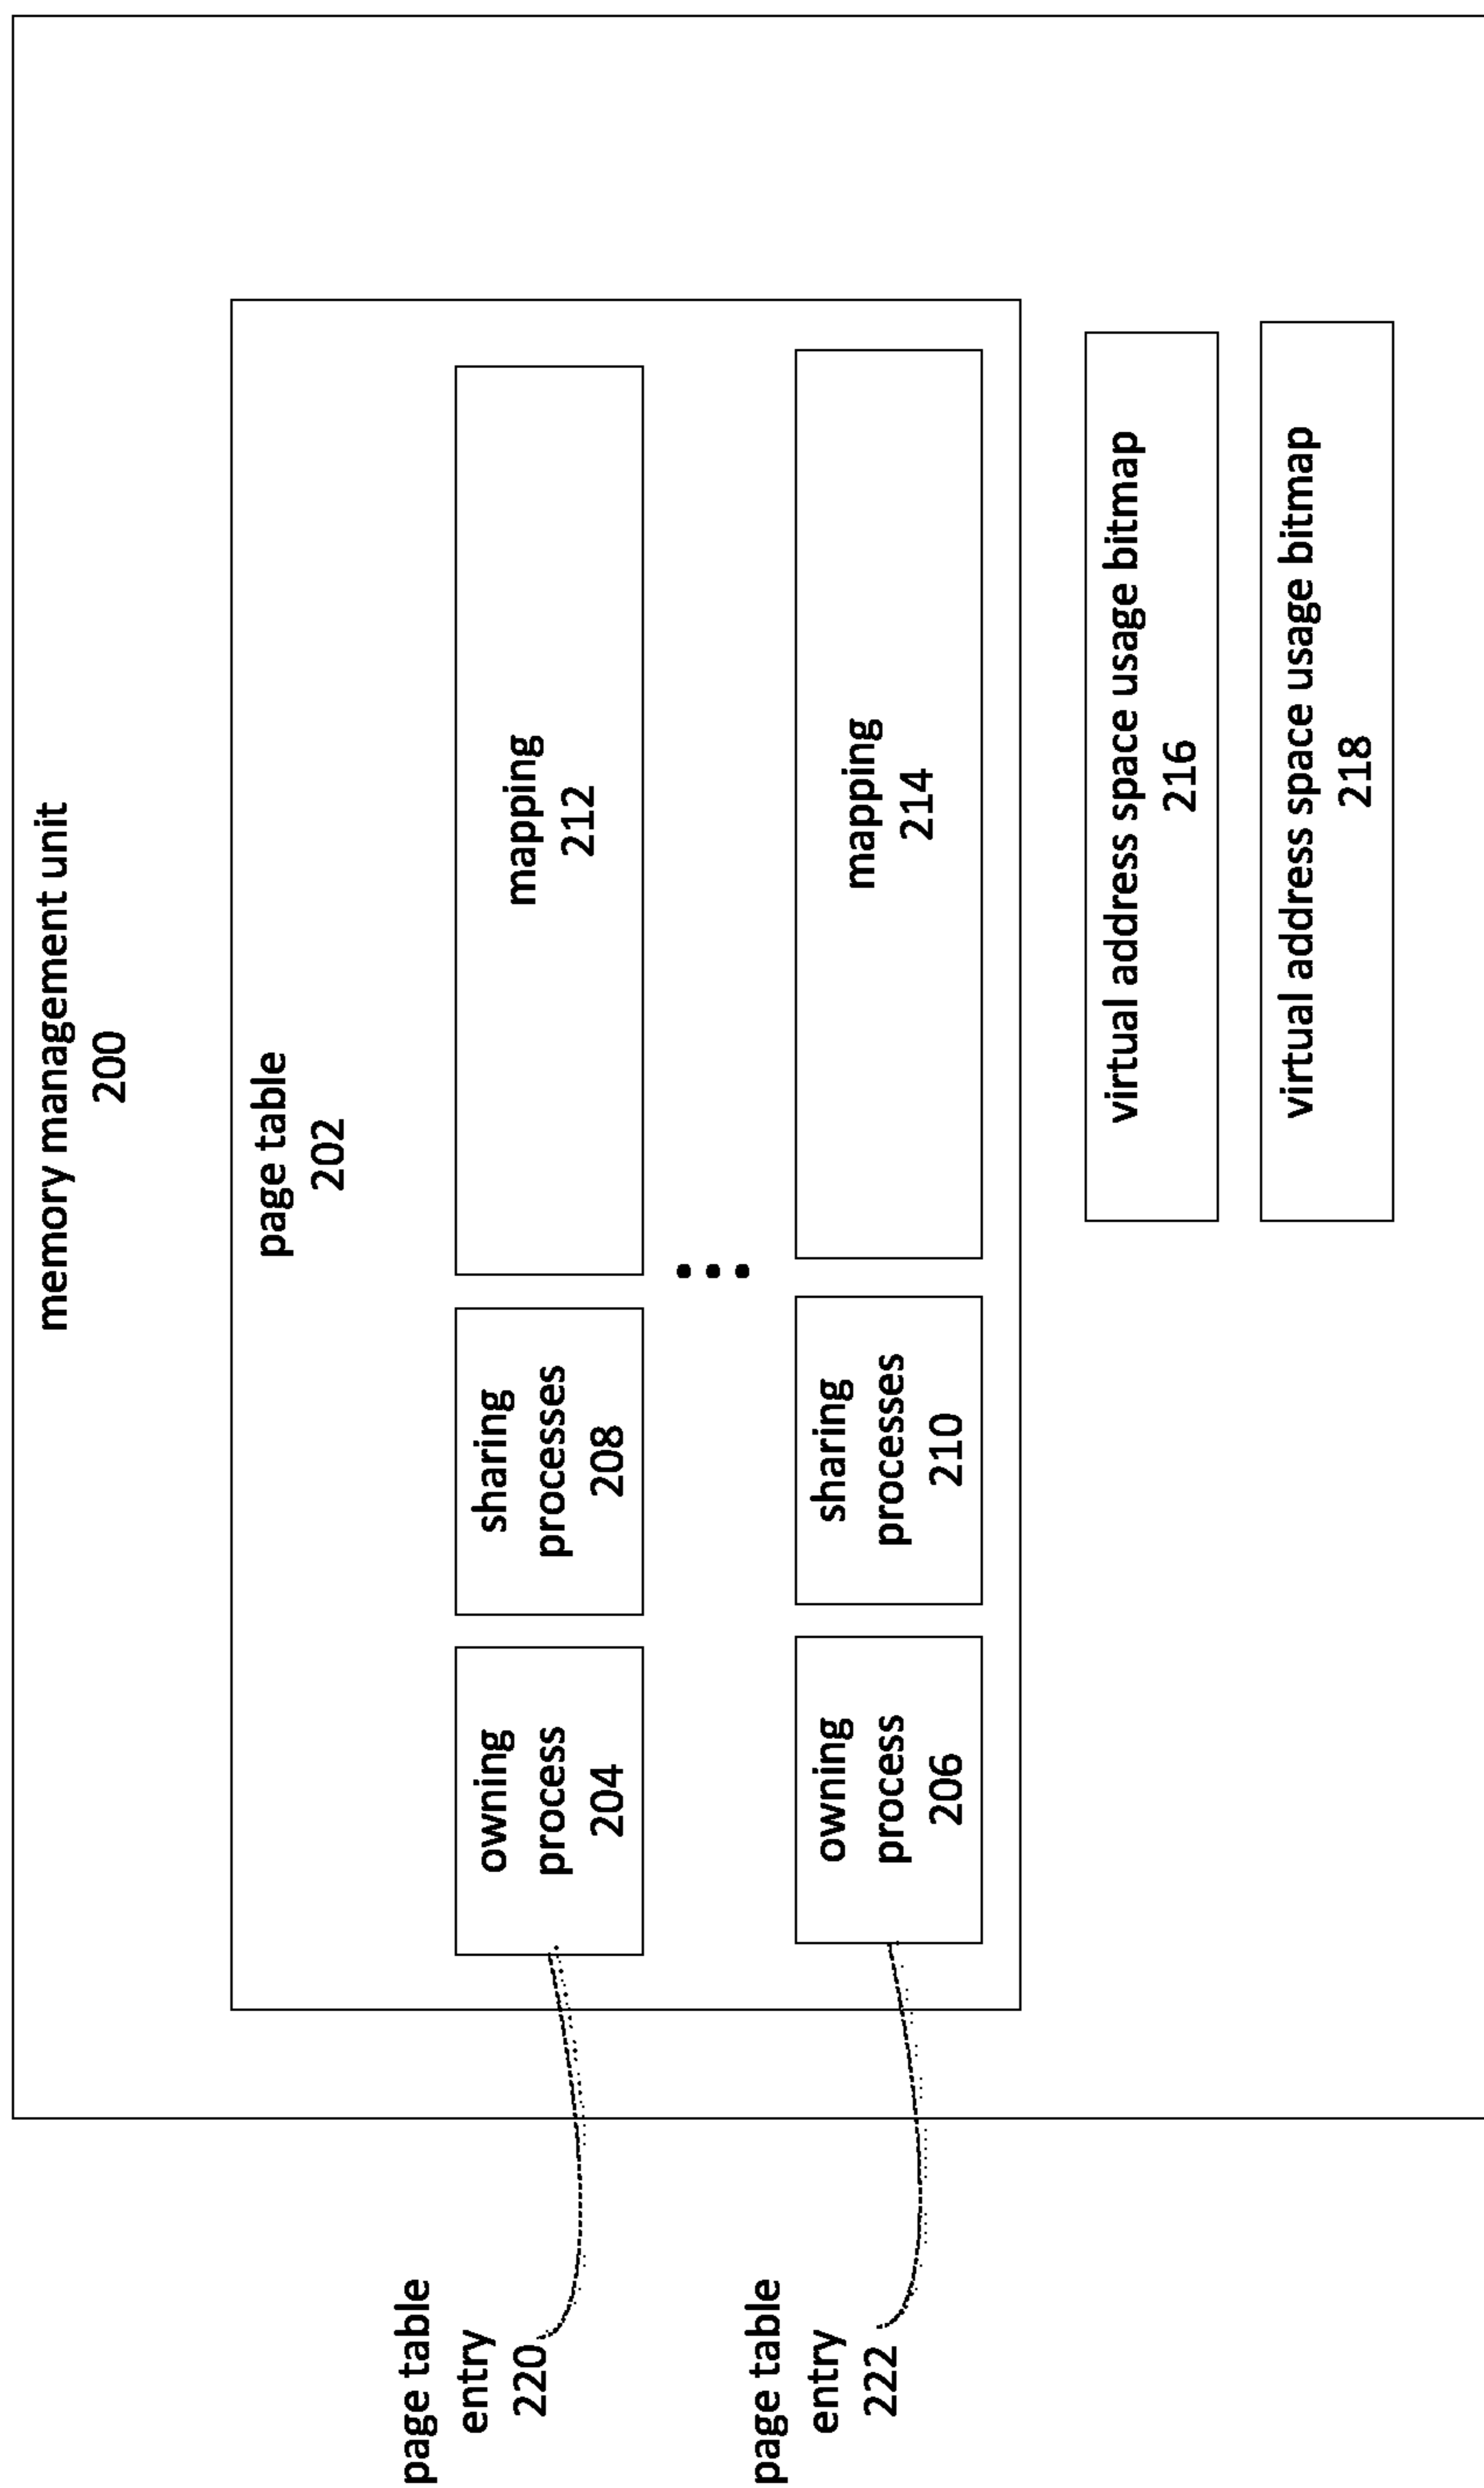 memory management unit
200
page table
202
page table
entry
220
owning
process
204
sharing
processes
208
mapping
212
page table
entry
222
owning
process
206
sharing
processes
210
mapping
214
virtual address space usage bitmap
216
virtual address space usage bitmap
218